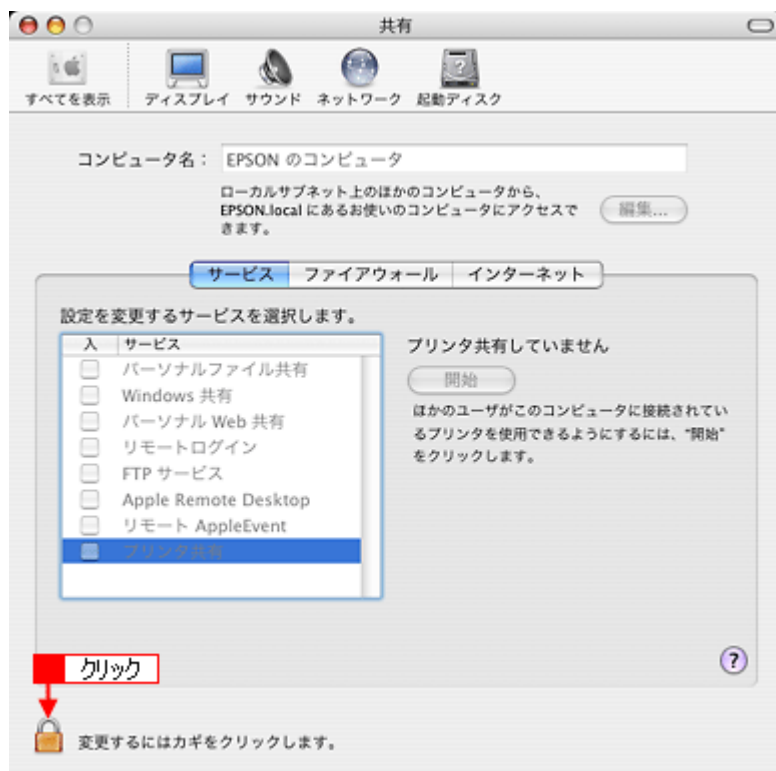 共有
すべてを表示 ディスプレイ サウンド ネットワーク 起動ディスク
コンピュータ名： EPSON のコンピュータ
ローカルサブネット上のほかのコンピュータから、
EPSON.local にあるお使いのコンピュータにアクセスで
きます。
編集...
サービス ファイアウォール インターネット
設定を変更するサービスを選択します。
入 サービス
パーソナルファイル共有
Windows 共有
パーソナル Web 共有
リモートログイン
FTP サービス
Apple Remote Desktop
リモート AppleEvent
プリンタ共有
プリンタ共有していません
開始
ほかのユーザがこのコンピュータに接続されてい
るプリンタを使用できるようにするには、“開始”
をクリックします。
?
クリック
変更するにはカギをクリックします。